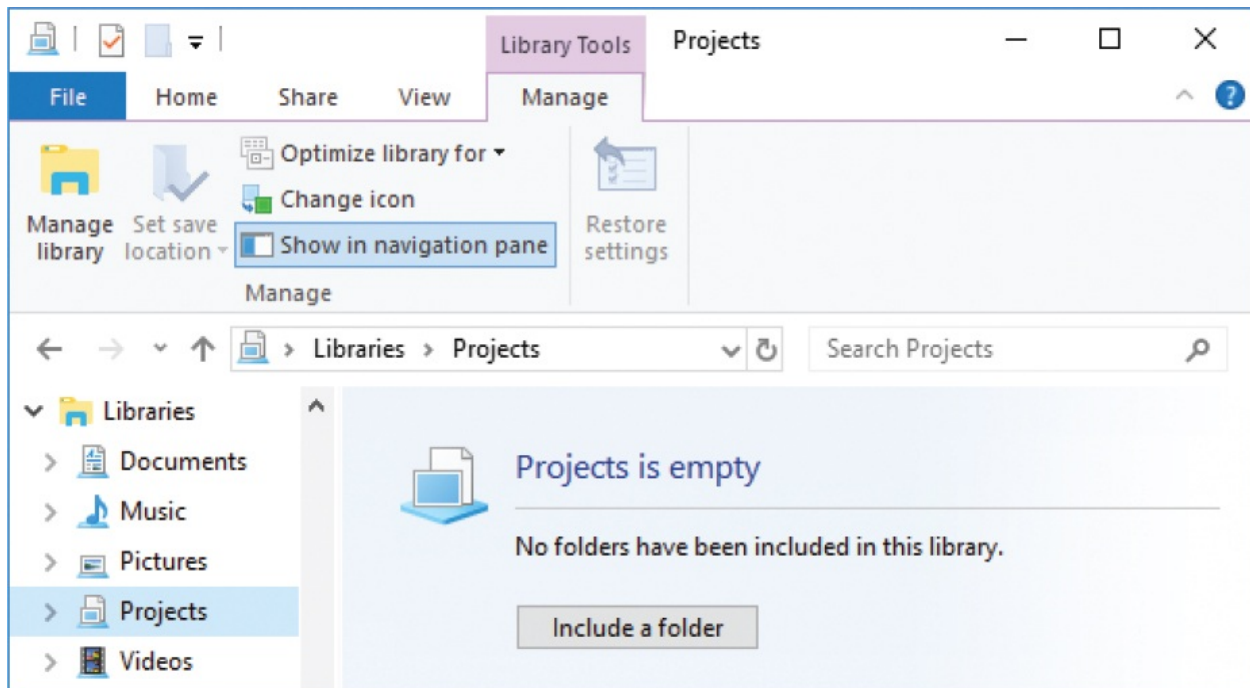 Library Tools Projects
File Home Share View Manage ?
Optimize library for
Change icon
Manage library Set save location Show in navigation pane Restore settings
Manage
Libraries > Projects Search Projects
Libraries
Documents
Music
Pictures
Projects
Videos
Projects is empty
No folders have been included in this library.
Include a folder